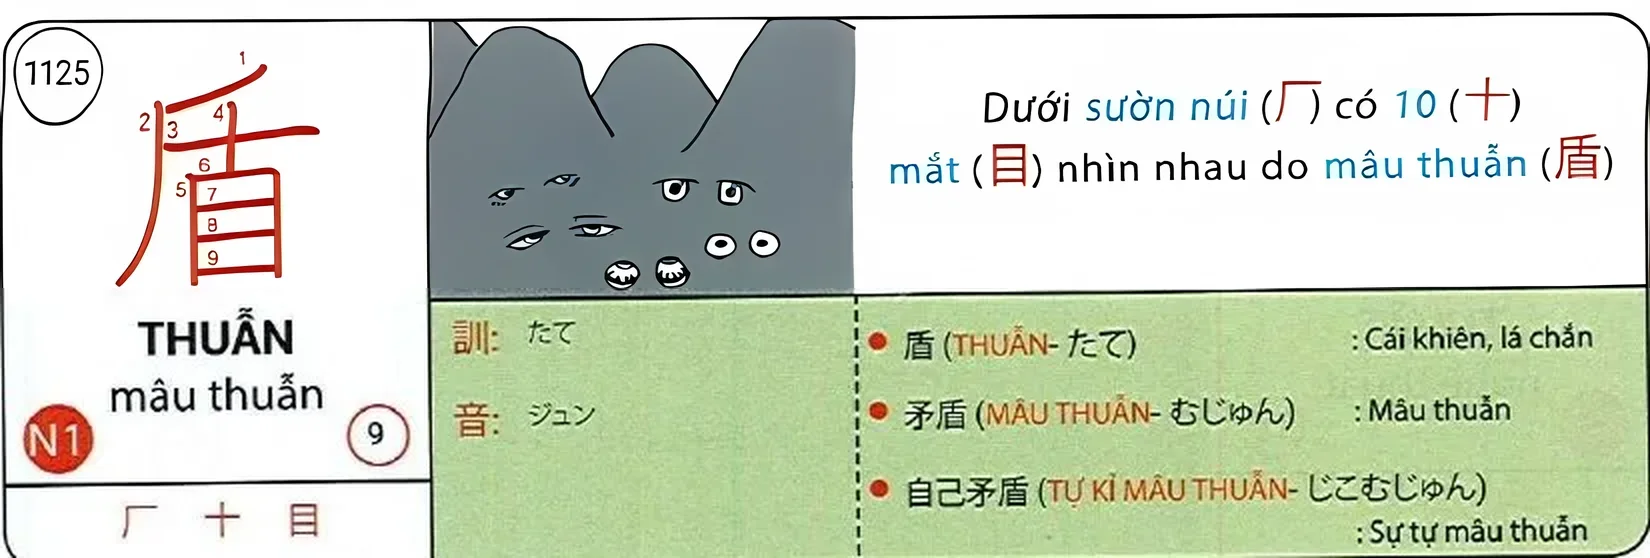 1125
1
2
3
4
5
6
7
8
9
盾
THUẪN
mâu thuẫn
N1
9
厂 十 目
Dưới sườn núi (厂) có 10 (十)
mắt (目) nhìn nhau do mâu thuẫn (盾)
訓: たて
音: ジュン
盾 (THUẪN- たて) : Cái khiên, lá chắn
矛盾 (MÂU THUẪN- むじゅん) : Mâu thuẫn
自己矛盾 (TỰ KỈ MÂU THUẪN- じこむじゅん)
: Sự tự mâu thuẫn